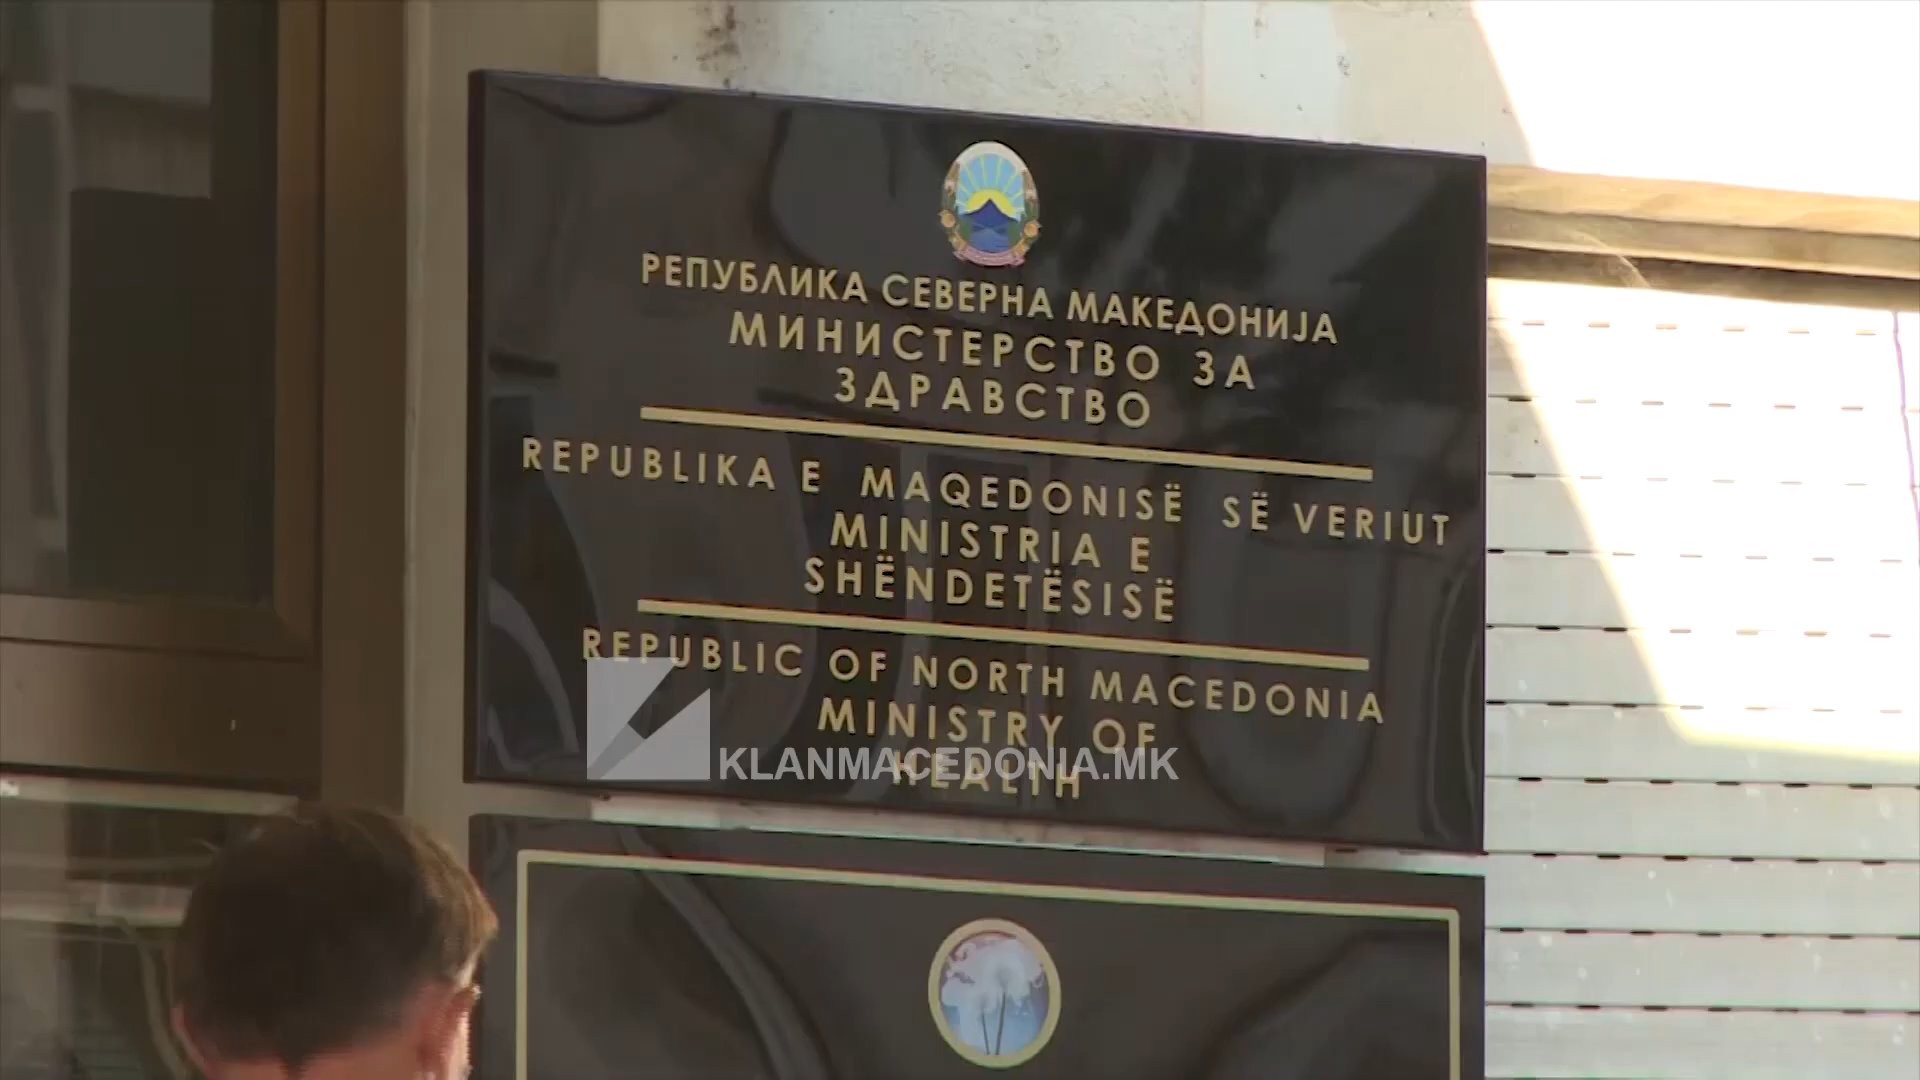 РЕПУБЛИКА СЕВЕРНА МАКЕДОНИЈА
МИНИСТЕРСТВО ЗА
ЗДРАВСТВО
REPUBLIKA E MAQEDONISË SË VERIUT
MINISTRIA E
SHËNDETËSISË
REPUBLIC OF NORTH MACEDONIA
MINISTRY OF
HEALTH
KLANMACEDONIA.MK